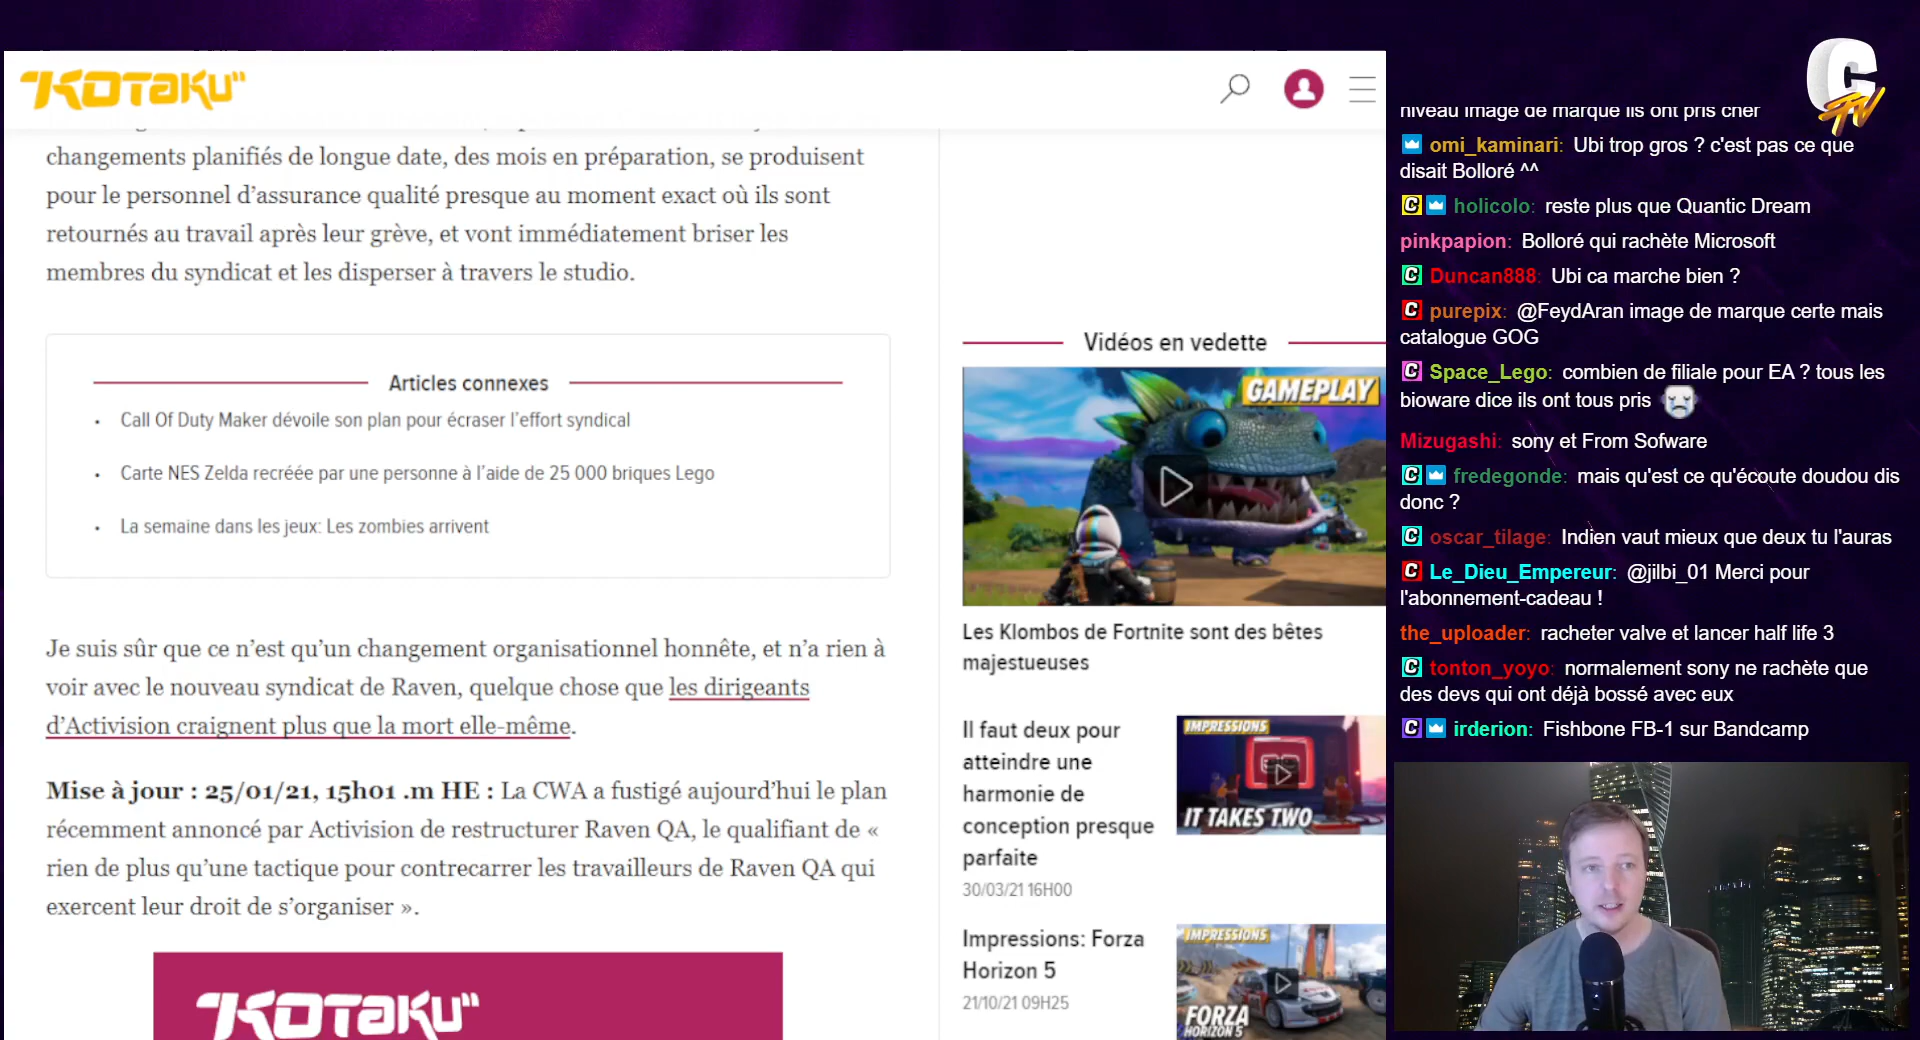 "KOTAKU"
changements planifiés de longue date, des mois en préparation, se produisent
pour le personnel d’assurance qualité presque au moment exact où ils sont
retournés au travail après leur grève, et vont immédiatement briser les
membres du syndicat et les disperser à travers le studio.
Articles connexes
• Call Of Duty Maker dévoile son plan pour écraser l’effort syndical
• Carte NES Zelda recréée par une personne à l’aide de 25 000 briques Lego
• La semaine dans les jeux: Les zombies arrivent
Je suis sûr que ce n’est qu’un changement organisationnel honnête, et n’a rien à
voir avec le nouveau syndicat de Raven, quelque chose que les dirigeants
d’Activision craignent plus que la mort elle-même.
Mise à jour : 25/01/21, 15h01 .m HE : La CWA a fustigé aujourd’hui le plan
récemment annoncé par Activision de restructurer Raven QA, le qualifiant de «
rien de plus qu’une tactique pour contrecarrer les travailleurs de Raven QA qui
exercent leur droit de s’organiser ».
"KOTAKU"
Vidéos en vedette
GAMEPLAY
Les Klombos de Fortnite sont des bêtes
majestueuses
Il faut deux pour
atteindre une
harmonie de
conception presque
parfaite
30/03/21 16H00
IMPRESSIONS
IT TAKES TWO
Impressions: Forza
Horizon 5
21/10/21 09H25
IMPRESSIONS
FORZA
HORIZON 5
C
TV
niveau image de marque ils ont pris cher
omi_kaminari: Ubi trop gros ? c'est pas ce que
disait Bolloré ^^
C holicolo: reste plus que Quantic Dream
pinkpapion: Bolloré qui rachète Microsoft
C Duncan888: Ubi ca marche bien ?
C purepix: @FeydAran image de marque certe mais
catalogue GOG
C Space_Lego: combien de filiale pour EA ? tous les
bioware dice ils ont tous pris
Mizugashi: sony et From Sofware
C fredegonde: mais qu'est ce qu'écoute doudou dis
donc ?
C oscar_tilage: Indien vaut mieux que deux tu l'auras
C Le_Dieu_Empereur: @jilbi_01 Merci pour
l'abonnement-cadeau !
the_uploader: racheter valve et lancer half life 3
C tonton_yoyo: normalement sony ne rachète que
des devs qui ont déjà bossé avec eux
C irderion: Fishbone FB-1 sur Bandcamp